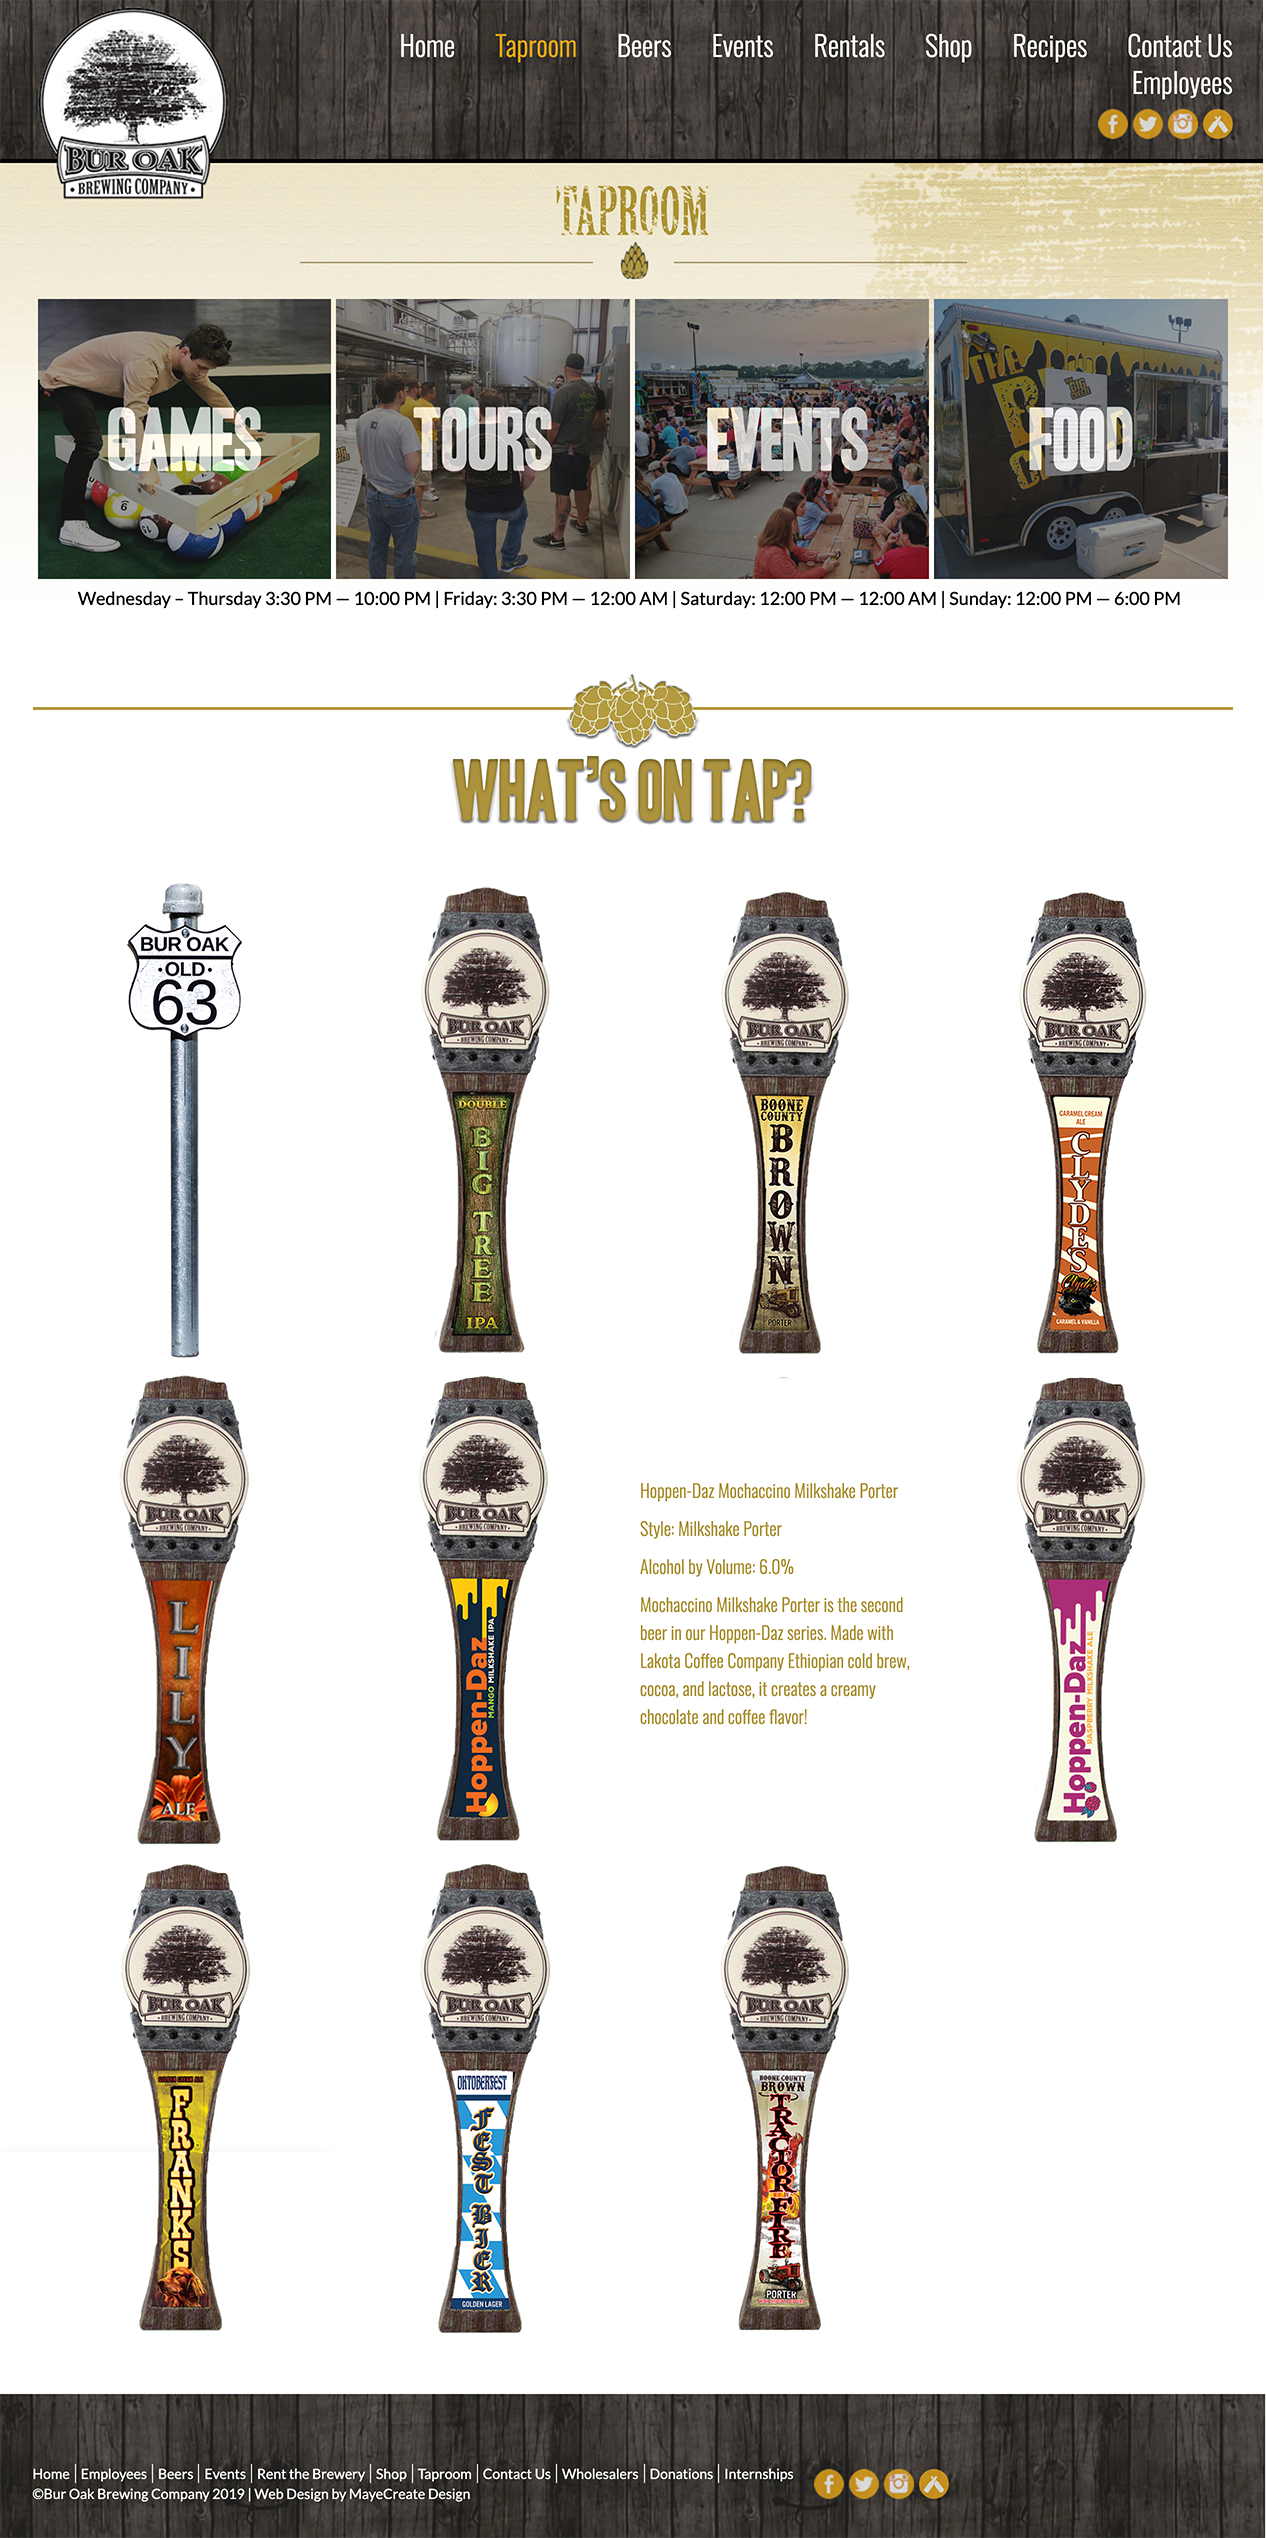 Home Taproom Beers Events Rentals Shop Recipes Contact Us
Employees
BUR OAK
BREWING COMPANY
TAPROOM
GAMES
TOURS
EVENTS
FOOD
Wednesday – Thursday 3:30 PM — 10:00 PM | Friday: 3:30 PM — 12:00 AM | Saturday: 12:00 PM — 12:00 AM | Sunday: 12:00 PM — 6:00 PM
WHAT'S ON TAP?
BUR OAK
OLD
63
BUR OAK
BREWING COMPANY
DOUBLE
BIG TREE
IPA
BUR OAK
BREWING COMPANY
BOONE
COUNTY
BROWN
PORTER
BUR OAK
BREWING COMPANY
CARAMEL CREAM
ALE
CLYDE'S
CARAMEL & VANILLA
BUR OAK
BREWING COMPANY
LILY
ALE
BUR OAK
BREWING COMPANY
Hoppen-Daz
MANGO MILKSHAKE IPA
Hoppen-Daz Mochaccino Milkshake Porter
Style: Milkshake Porter
Alcohol by Volume: 6.0%
Mochaccino Milkshake Porter is the second
beer in our Hoppen-Daz series. Made with
Lakota Coffee Company Ethiopian cold brew,
cocoa, and lactose, it creates a creamy
chocolate and coffee flavor!
BUR OAK
BREWING COMPANY
Hoppen-Daz
RASPBERRY MILKSHAKE ALE
BUR OAK
BREWING COMPANY
GOLDEN CREAM ALE
FRANKS
BUR OAK
BREWING COMPANY
OKTOBERFEST
FEST BIER
GOLDEN LAGER
BUR OAK
BREWING COMPANY
BOONE COUNTY
BROWN
TRACTOR FIRE
PORTER
Home | Employees | Beers | Events | Rent the Brewery | Shop | Taproom | Contact Us | Wholesalers | Donations | Internships
©Bur Oak Brewing Company 2019 | Web Design by MayeCreate Design